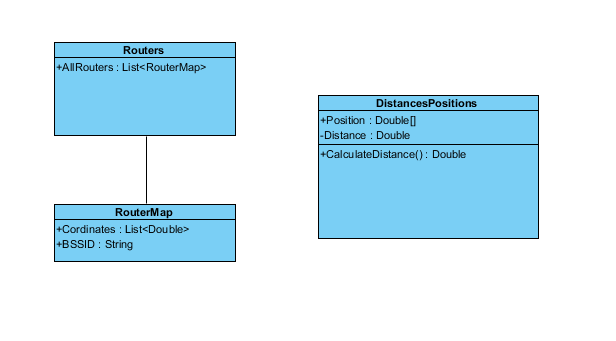 Routers
+AllRouters : List<RouterMap>
RouterMap
+Cordinates : List<Double>
+BSSID : String
DistancesPositions
+Position : Double[]
-Distance : Double
+CalculateDistance() : Double